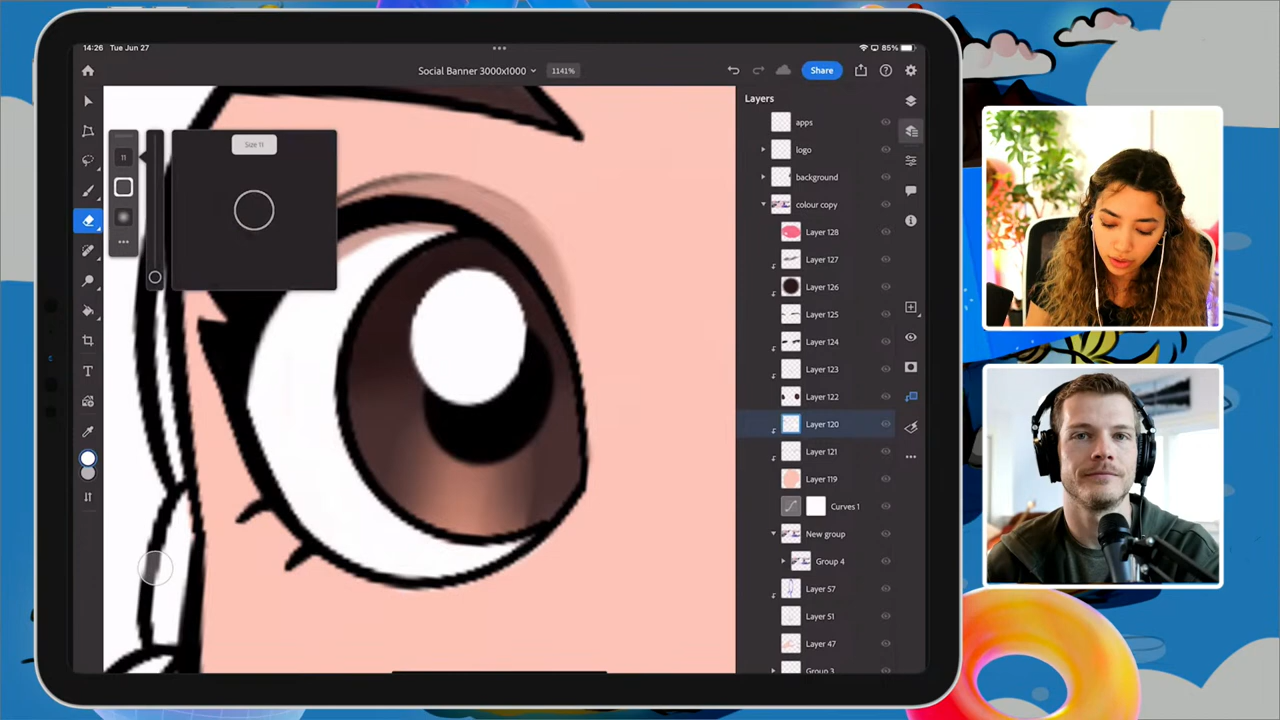 14:26 Tue Jun 27
85%
Social Banner 3000x1000
1141%
Share
Layers
apps
logo
background
colour copy
Layer 128
Layer 127
Layer 126
Layer 125
Layer 124
Layer 123
Layer 122
Layer 120
Layer 121
Layer 119
Curves 1
New group
Group 4
Layer 57
Layer 51
Layer 47
Group 3
11
Size 11